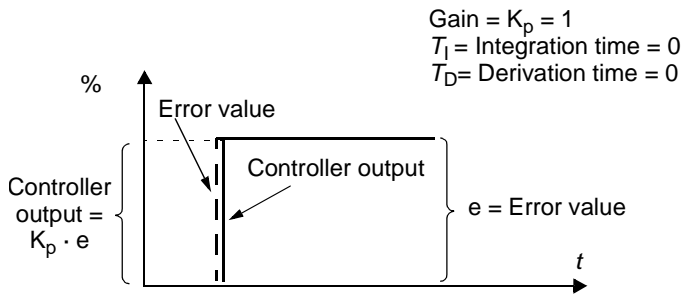 Gain = Kp = 1
TI = Integration time = 0
TD= Derivation time = 0
%
Error value
Controller output
Controller
output =
Kp · e
e = Error value
t